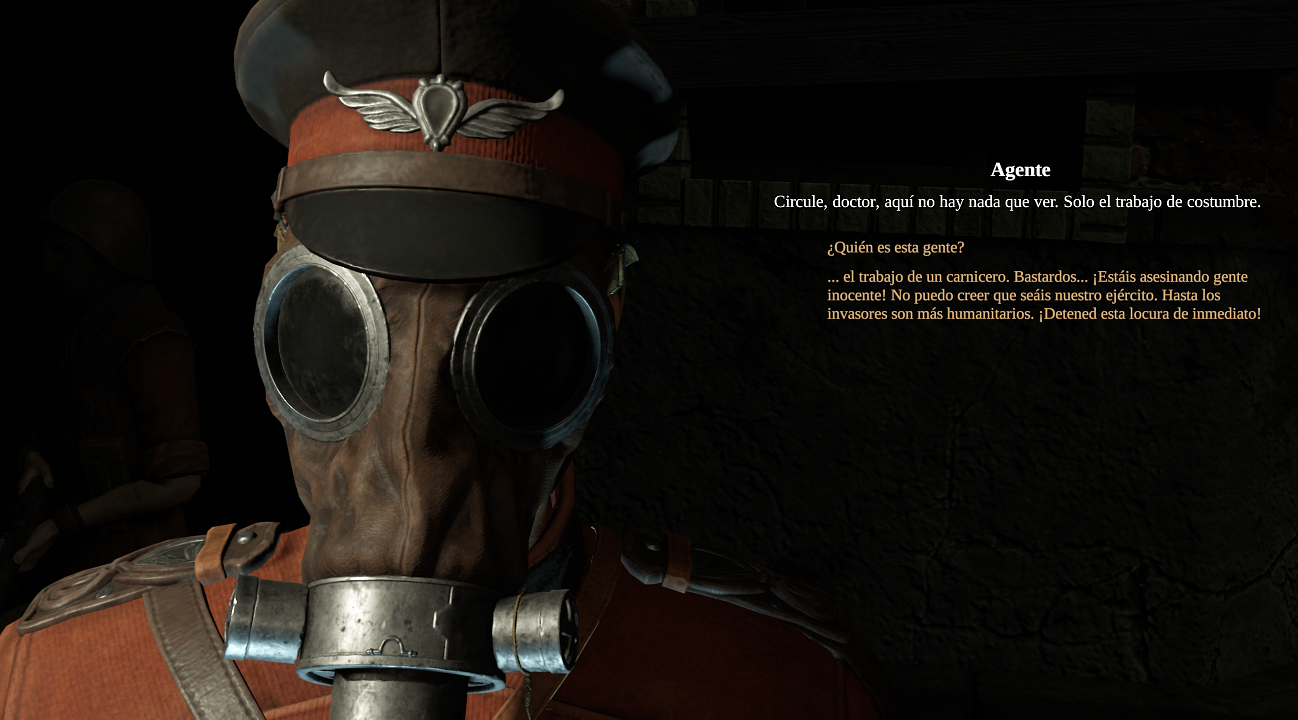 Agente
Circule, doctor, aquí no hay nada que ver. Solo el trabajo de costumbre.
¿Quién es esta gente?
... el trabajo de un carnicero. Bastardos... ¡Estáis asesinando gente
inocente! No puedo creer que seáis nuestro ejército. Hasta los
invasores son más humanitarios. ¡Detened esta locura de inmediato!